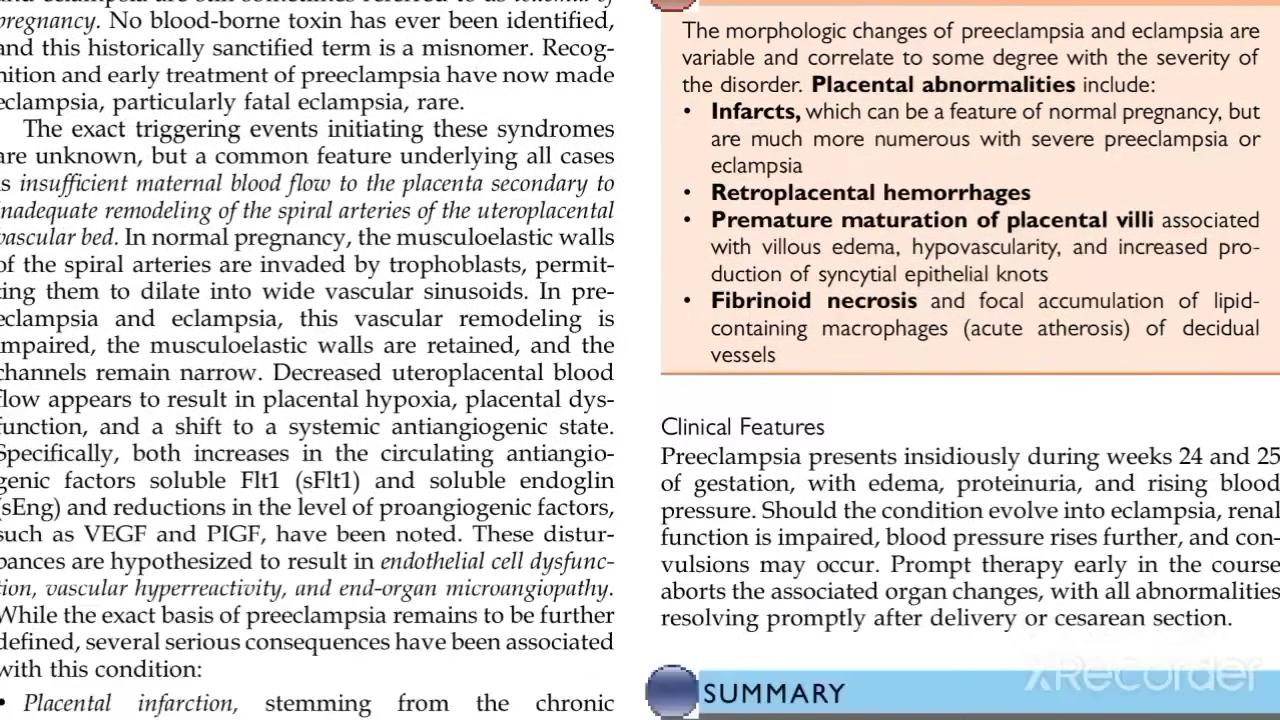 pregnancy. No blood-borne toxin has ever been identified,
and this historically sanctified term is a misnomer. Recog-
nition and early treatment of preeclampsia have now made
eclampsia, particularly fatal eclampsia, rare.
The exact triggering events initiating these syndromes
are unknown, but a common feature underlying all cases
is insufficient maternal blood flow to the placenta secondary to
inadequate remodeling of the spiral arteries of the uteroplacental
vascular bed. In normal pregnancy, the musculoelastic walls
of the spiral arteries are invaded by trophoblasts, permit-
ting them to dilate into wide vascular sinusoids. In pre-
eclampsia and eclampsia, this vascular remodeling is
impaired, the musculoelastic walls are retained, and the
channels remain narrow. Decreased uteroplacental blood
flow appears to result in placental hypoxia, placental dys-
function, and a shift to a systemic antiangiogenic state.
Specifically, both increases in the circulating antiangio-
genic factors soluble Flt1 (sFlt1) and soluble endoglin
(sEng) and reductions in the level of proangiogenic factors,
such as VEGF and PIGF, have been noted. These distur-
bances are hypothesized to result in endothelial cell dysfunc-
tion, vascular hyperreactivity, and end-organ microangiopathy.
While the exact basis of preeclampsia remains to be further
defined, several serious consequences have been associated
with this condition:
• Placental infarction, stemming from the chronic
The morphologic changes of preeclampsia and eclampsia are
variable and correlate to some degree with the severity of
the disorder. Placental abnormalities include:
• Infarcts, which can be a feature of normal pregnancy, but
are much more numerous with severe preeclampsia or
eclampsia
• Retroplacental hemorrhages
• Premature maturation of placental villi associated
with villous edema, hypovascularity, and increased pro-
duction of syncytial epithelial knots
• Fibrinoid necrosis and focal accumulation of lipid-
containing macrophages (acute atherosis) of decidual
vessels
Clinical Features
Preeclampsia presents insidiously during weeks 24 and 25
of gestation, with edema, proteinuria, and rising blood
pressure. Should the condition evolve into eclampsia, renal
function is impaired, blood pressure rises further, and con-
vulsions may occur. Prompt therapy early in the course
aborts the associated organ changes, with all abnormalities
resolving promptly after delivery or cesarean section.
SUMMARY
XRecorder